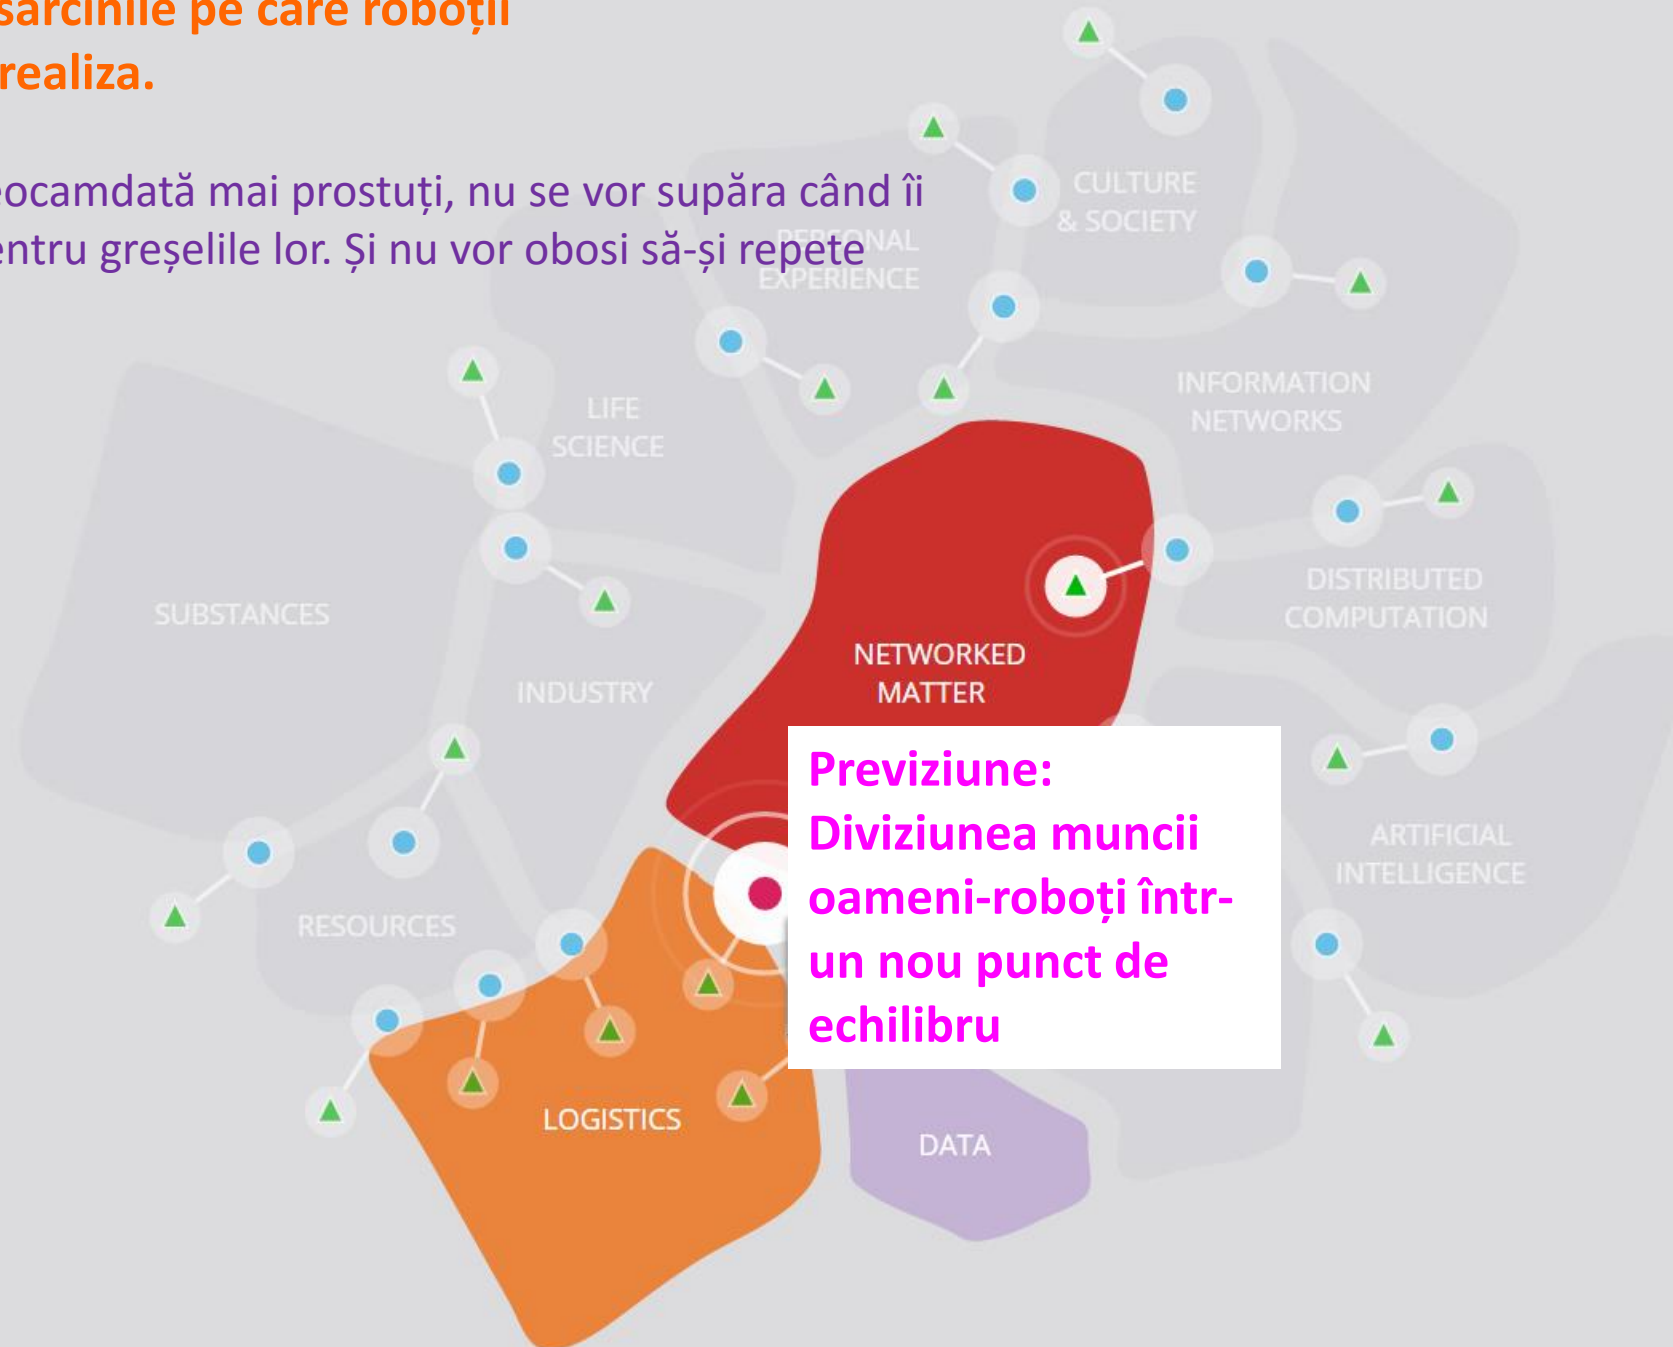 sarcinile pe care roboții
realiza.
eocamdată mai prostuți, nu se vor supăra când îi
entru greșelile lor. Și nu vor obosi să-și repete
CULTURE
& SOCIETY
PERSONAL
EXPERIENCE
INFORMATION
NETWORKS
LIFE
SCIENCE
DISTRIBUTED
COMPUTATION
SUBSTANCES
NETWORKED
MATTER
INDUSTRY
Previziune:
Diviziunea muncii
oameni-roboți într-
un nou punct de
echilibru
ARTIFICIAL
INTELLIGENCE
RESOURCES
LOGISTICS
DATA